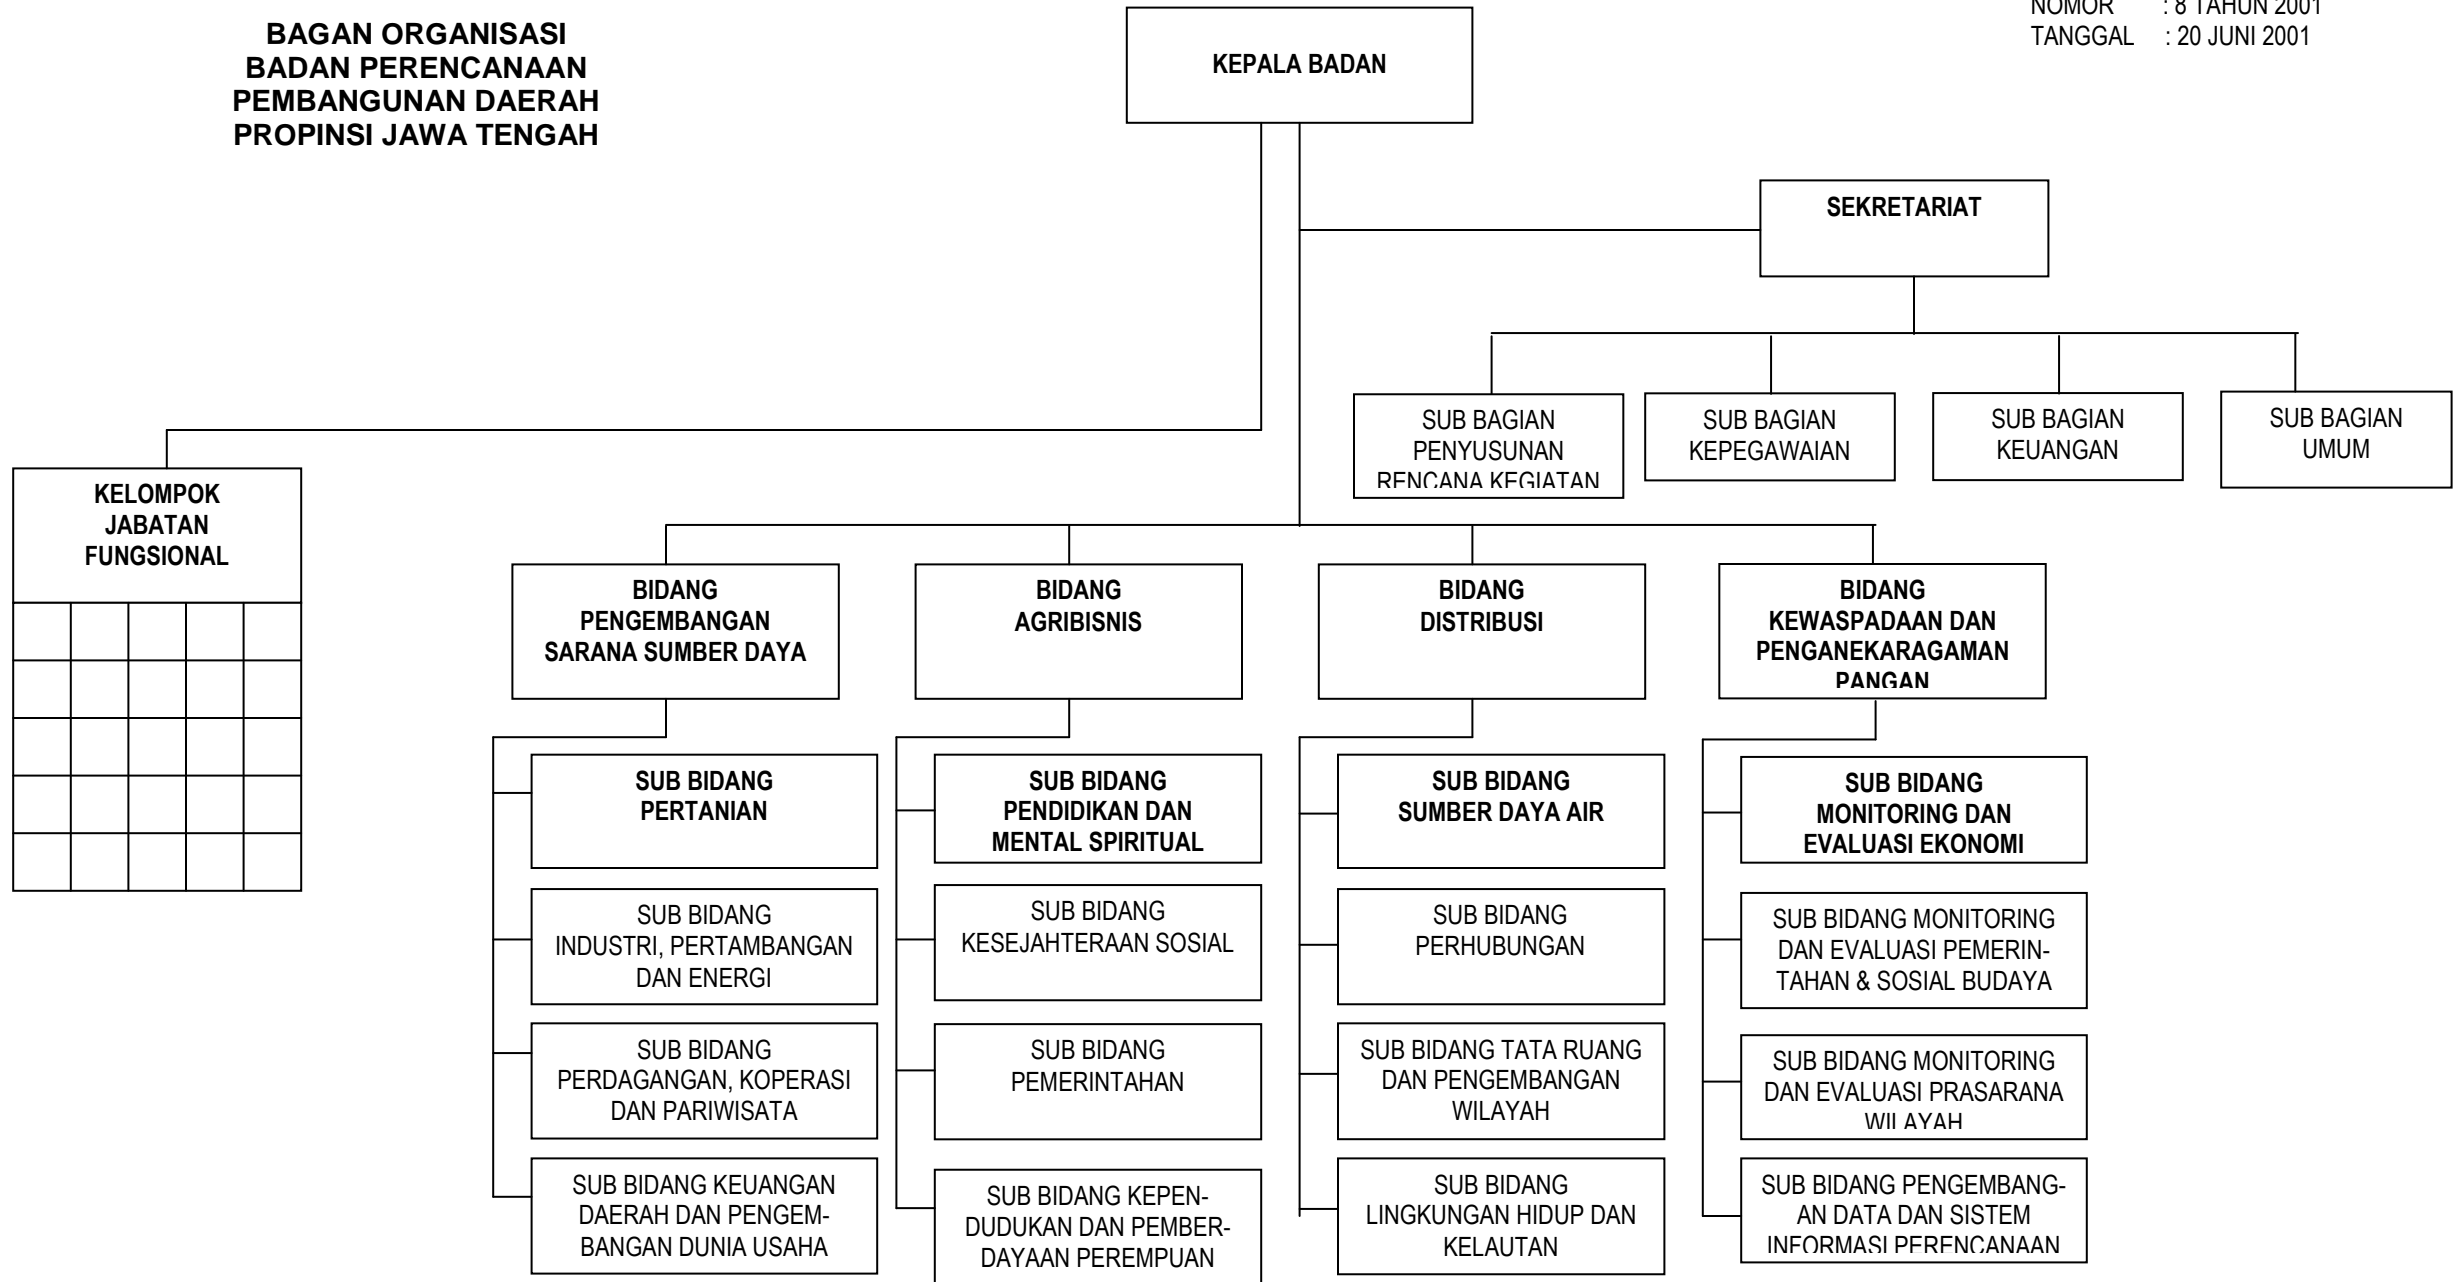 BAGAN ORGANISASI
BADAN PERENCANAAN
PEMBANGUNAN DAERAH
PROPINSI JAWA TENGAH
NOMOR : 8 TAHUN 2001
TANGGAL : 20 JUNI 2001
KEPALA BADAN
SEKRETARIAT
SUB BAGIAN
PENYUSUNAN
RENCANA KEGIATAN
SUB BAGIAN
KEPEGAWAIAN
SUB BAGIAN
KEUANGAN
SUB BAGIAN
UMUM
KELOMPOK
JABATAN
FUNGSIONAL
BIDANG
PENGEMBANGAN
SARANA SUMBER DAYA
BIDANG
AGRIBISNIS
BIDANG
DISTRIBUSI
BIDANG
KEWASPADAAN DAN
PENGANEKARAGAMAN
PANGAN
SUB BIDANG
PERTANIAN
SUB BIDANG
INDUSTRI, PERTAMBANGAN
DAN ENERGI
SUB BIDANG
PERDAGANGAN, KOPERASI
DAN PARIWISATA
SUB BIDANG KEUANGAN
DAERAH DAN PENGEM-
BANGAN DUNIA USAHA
SUB BIDANG
PENDIDIKAN DAN
MENTAL SPIRITUAL
SUB BIDANG
KESEJAHTERAAN SOSIAL
SUB BIDANG
PEMERINTAHAN
SUB BIDANG KEPEN-
DUDUKAN DAN PEMBER-
DAYAAN PEREMPUAN
SUB BIDANG
SUMBER DAYA AIR
SUB BIDANG
PERHUBUNGAN
SUB BIDANG TATA RUANG
DAN PENGEMBANGAN
WILAYAH
SUB BIDANG
LINGKUNGAN HIDUP DAN
KELAUTAN
SUB BIDANG
MONITORING DAN
EVALUASI EKONOMI
SUB BIDANG MONITORING
DAN EVALUASI PEMERIN-
TAHAN & SOSIAL BUDAYA
SUB BIDANG MONITORING
DAN EVALUASI PRASARANA
WILAYAH
SUB BIDANG PENGEMBANG-
AN DATA DAN SISTEM
INFORMASI PERENCANAAN